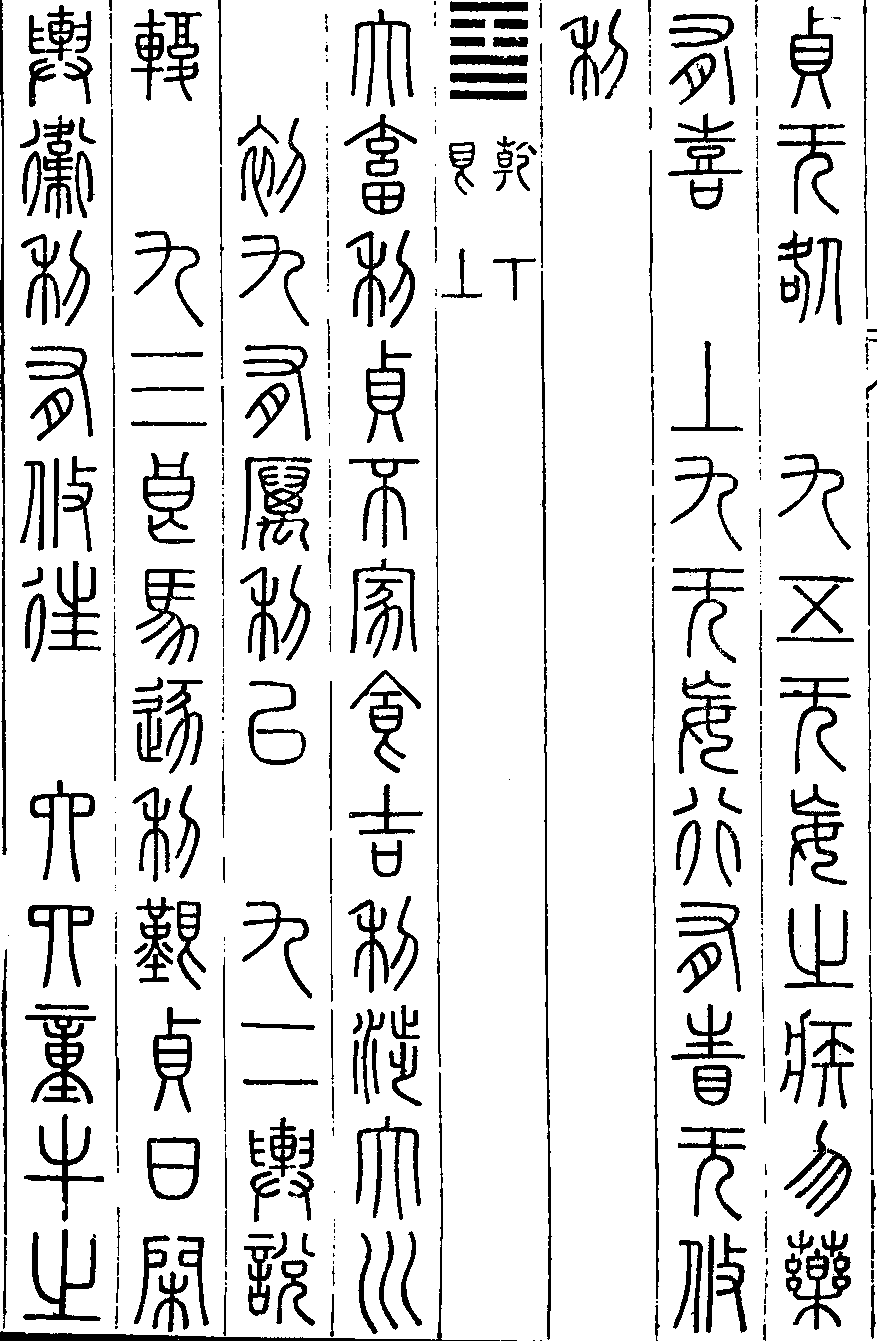 貞无咎 九五无妄之疾勿藥
有喜 上九无妄行有眚无攸
利
䷙ 乾下艮上
大畜利貞不家食吉利涉大川
初九有厲利已 九二輿說
輹 九三良馬逐利艱貞曰閑
輿衞利有攸往 六四童牛之